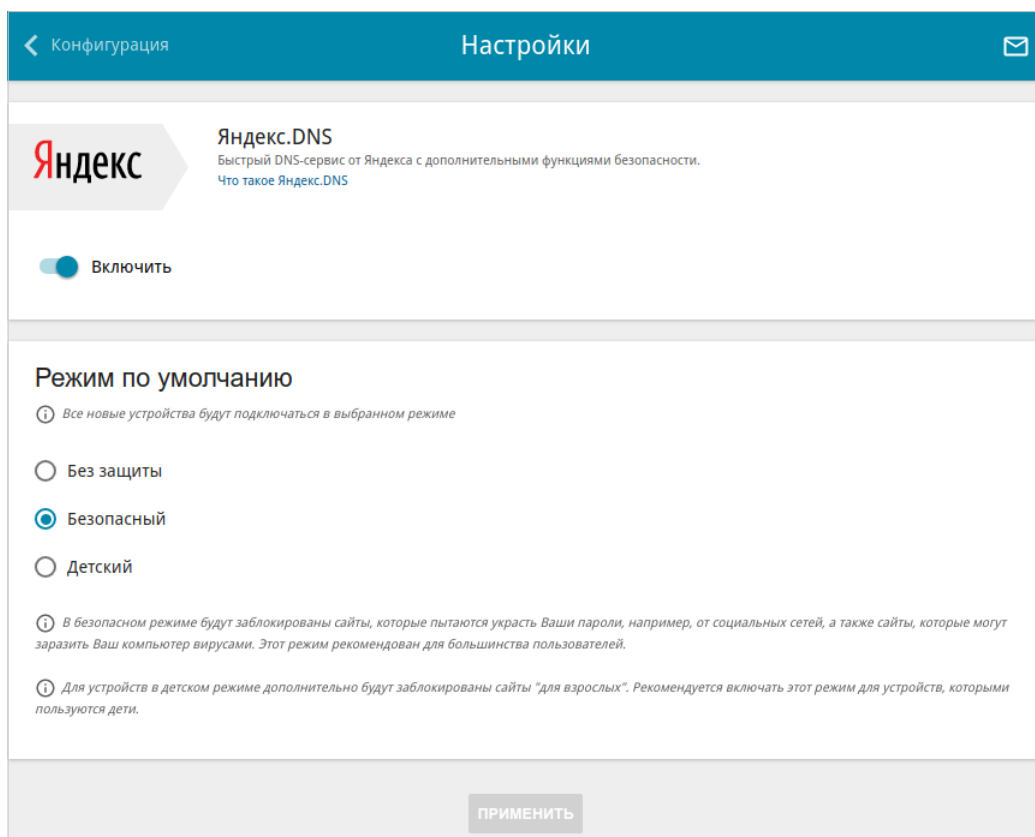 Конфигурация
Настройки
Яндекс
Яндекс.DNS
Быстрый DNS-сервис от Яндекса с дополнительными функциями безопасности.
Что такое Яндекс.DNS
Включить
Режим по умолчанию
Все новые устройства будут подключаться в выбранном режиме
Без защиты
Безопасный
Детский
В безопасном режиме будут заблокированы сайты, которые пытаются украсть Ваши пароли, например, от социальных сетей, а также сайты, которые могут
заразить Ваш компьютер вирусами. Этот режим рекомендован для большинства пользователей.
Для устройств в детском режиме дополнительно будут заблокированы сайты "для взрослых". Рекомендуется включать этот режим для устройств, которыми
пользуются дети.
ПРИМЕНИТЬ